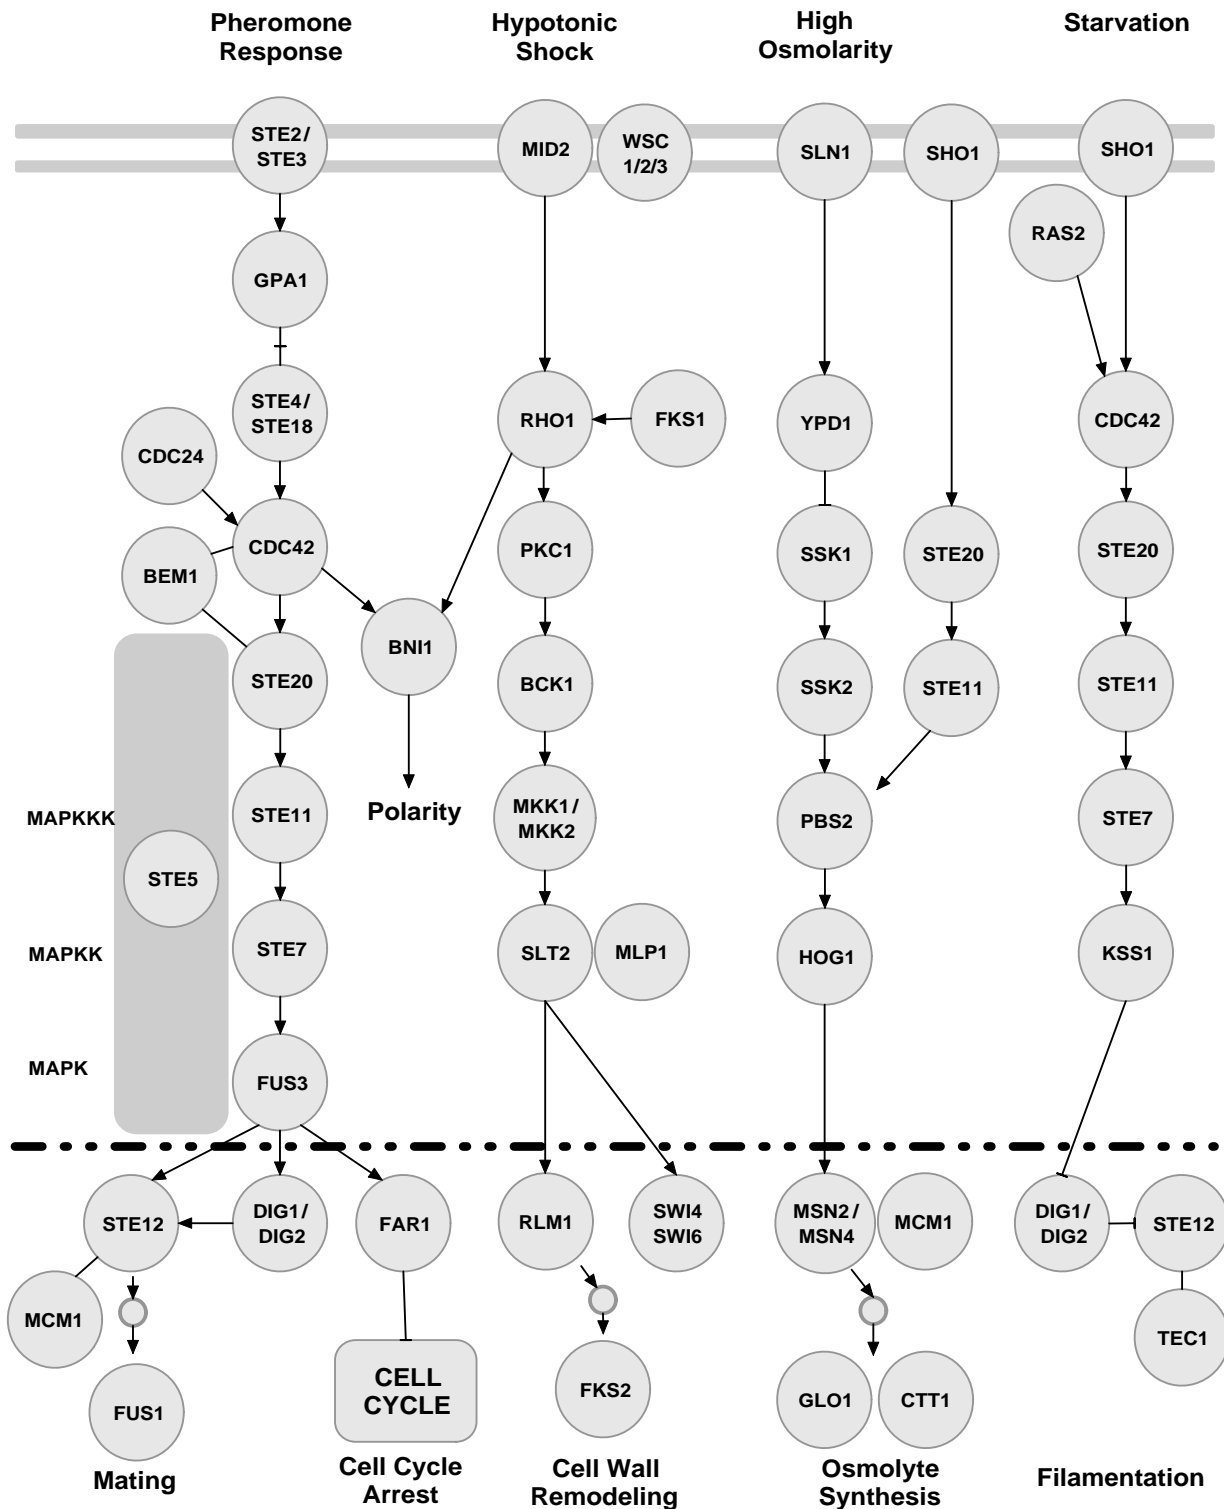 Pheromone
Response
Hypotonic
Shock
High
Osmolarity
Starvation
STE2/
STE3
MID2
WSC
1/2/3
SLN1
SHO1
SHO1
RAS2
GPA1
STE4/
STE18
RHO1
FKS1
YPD1
CDC42
CDC24
CDC42
BEM1
PKC1
SSK1
STE20
STE20
BNI1
STE20
BCK1
SSK2
STE11
STE11
Polarity
MAPKKK
STE11
MKK1/
MKK2
PBS2
STE7
STE5
MAPKK
STE7
SLT2
MLP1
HOG1
KSS1
MAPK
FUS3
STE12
DIG1/
DIG2
FAR1
RLM1
SWI4
SWI6
MSN2/
MSN4
MCM1
DIG1/
DIG2
STE12
MCM1
TEC1
FUS1
CELL
CYCLE
FKS2
GLO1
CTT1
Mating
Cell Cycle
Arrest
Cell Wall
Remodeling
Osmolyte
Synthesis
Filamentation